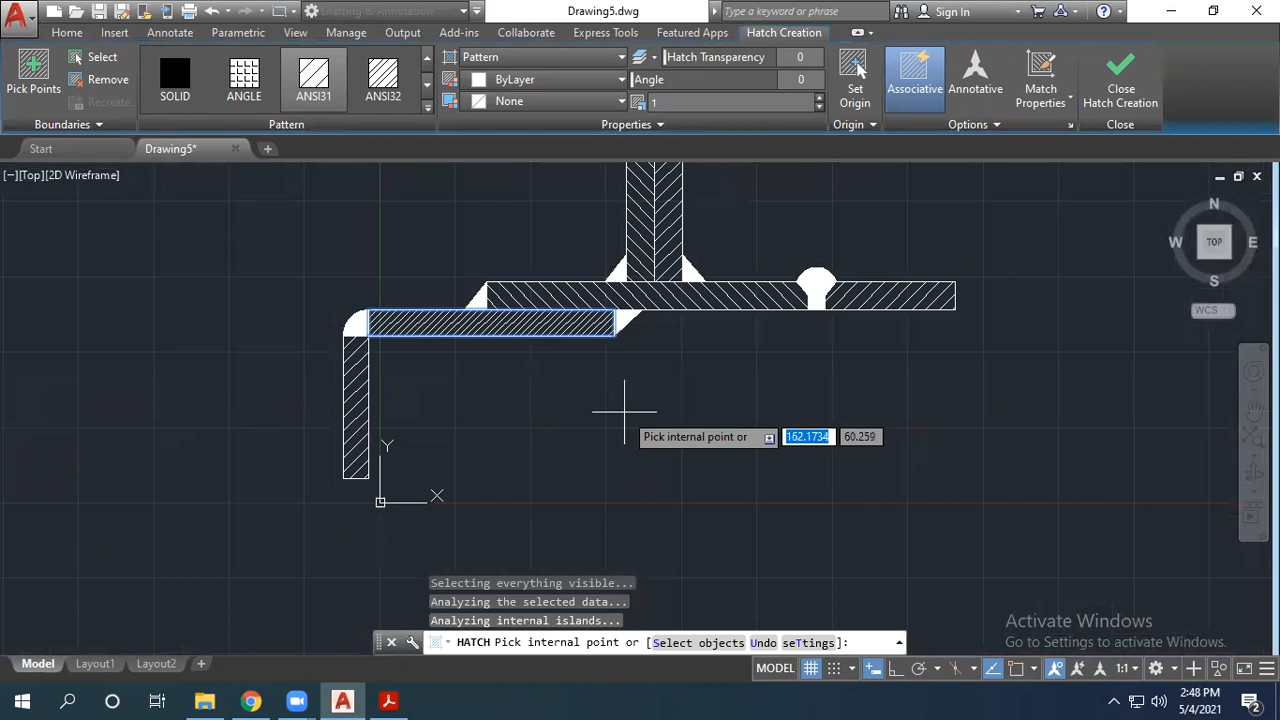 Drafting & Annotation
Drawing5.dwg
Type a keyword or phrase
Sign In
Home Insert Annotate Parametric View Manage Output Add-ins Collaborate Express Tools Featured Apps Hatch Creation
Pick Points
Select
Remove
Recreate
Boundaries
SOLID
ANGLE
ANSI31
ANSI32
Pattern
Pattern
ByLayer
None
Hatch Transparency 0
Angle 0
1
Properties
Set
Origin
Origin
Associative
Annotative
Match
Properties
Options
Close
Hatch Creation
Close
Start
Drawing5*
[−][Top][2D Wireframe]
N
W
TOP
E
S
WCS
Pick internal point or
162.1734
60.259
Y
X
Selecting everything visible...
Analyzing the selected data...
Analyzing internal islands...
HATCH Pick internal point or [Select objects Undo seTtings]:
Activate Windows
Go to Settings to activate Windows.
Model
Layout1
Layout2
MODEL
1:1
2:48 PM
5/4/2021
2